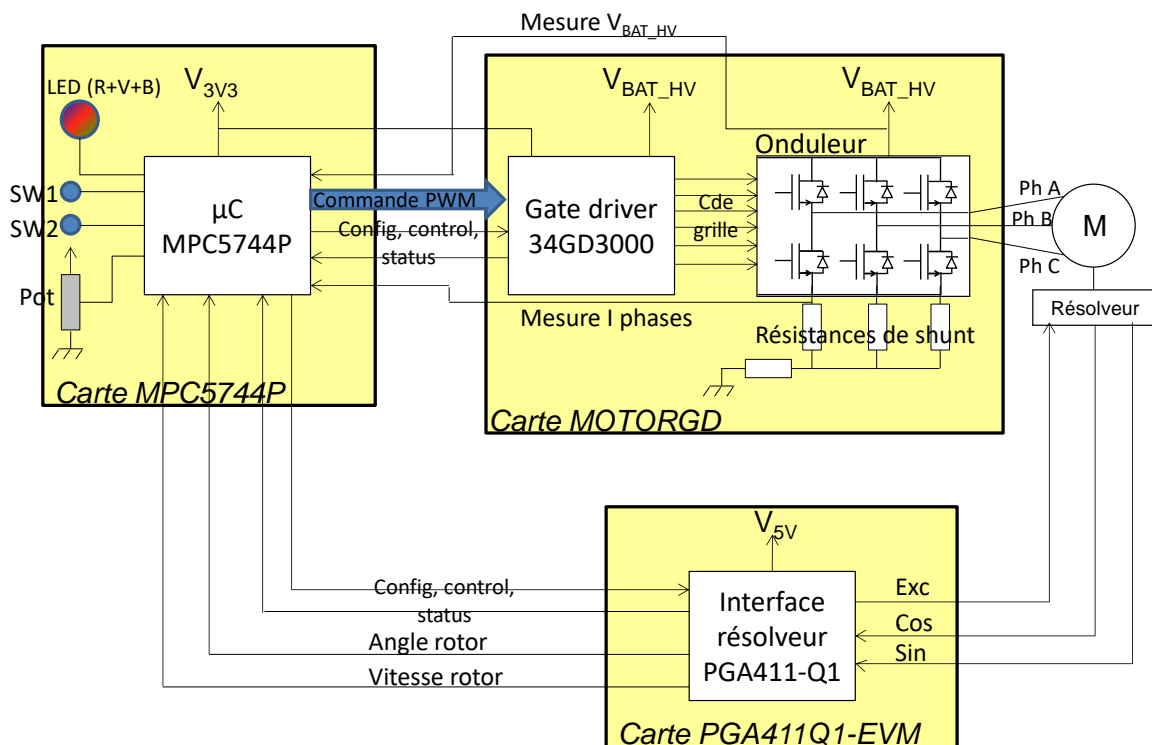 Mesure V_BAT_HV
LED (R+V+B)
V_3V3
SW1
SW2
Pot
µC
MPC5744P
Carte MPC5744P
Commande PWM
Config, control,
status
Mesure I phases
V_BAT_HV
V_BAT_HV
Onduleur
Gate driver
34GD3000
Cde
grille
Résistances de shunt
Carte MOTORGD
Ph A
Ph B
Ph C
M
Résolveur
V_5V
Config, control,
status
Angle rotor
Vitesse rotor
Interface
résolveur
PGA411-Q1
Exc
Cos
Sin
Carte PGA411Q1-EVM